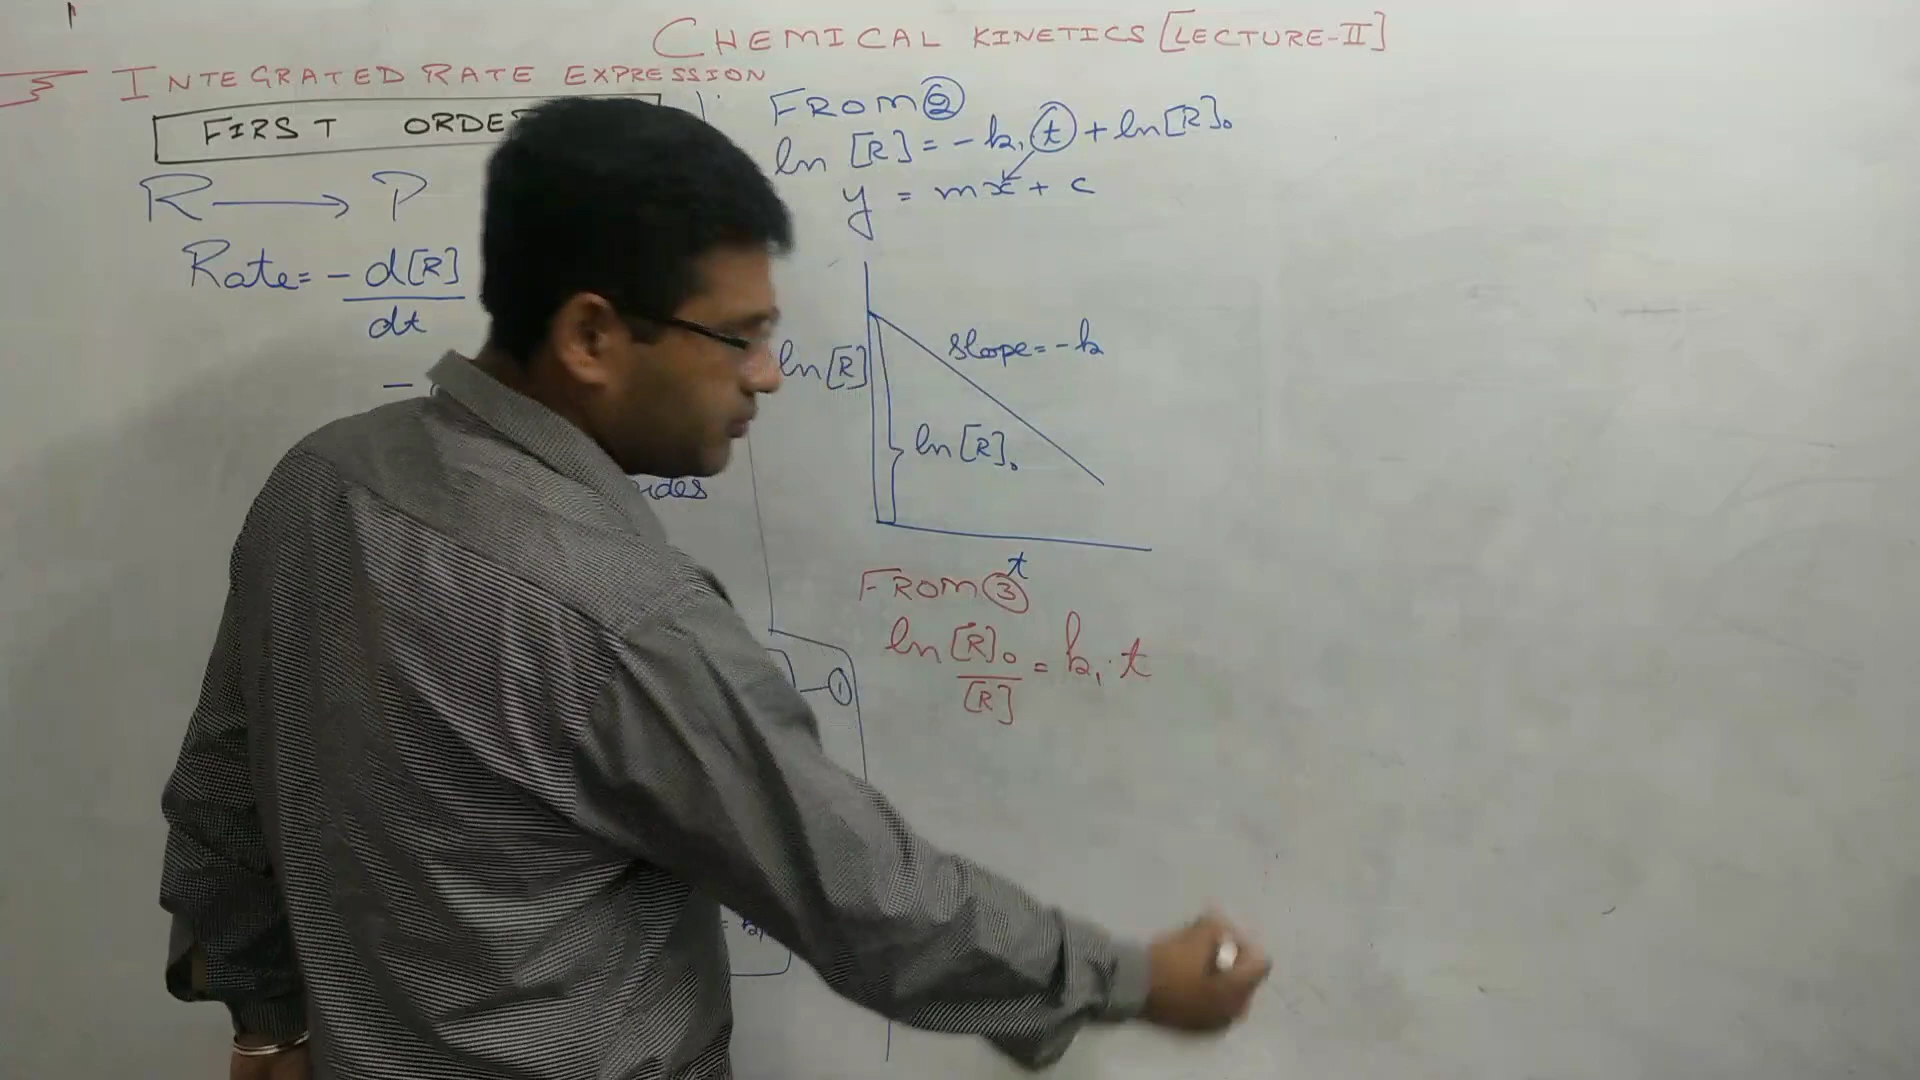 CHEMICAL KINETICS [LECTURE-II]
INTEGRATED RATE EXPRESSION
FIRST ORDE
R → P
Rate = - d[R]
dt
-
FROM ②
ln [R] = - k₁ t + ln [R]₀
y = mx + c
ln [R]
slope = - k
ln [R]₀
t
FROM ③
ln [R]₀ = k₁ . t
[R]
①
= k₁